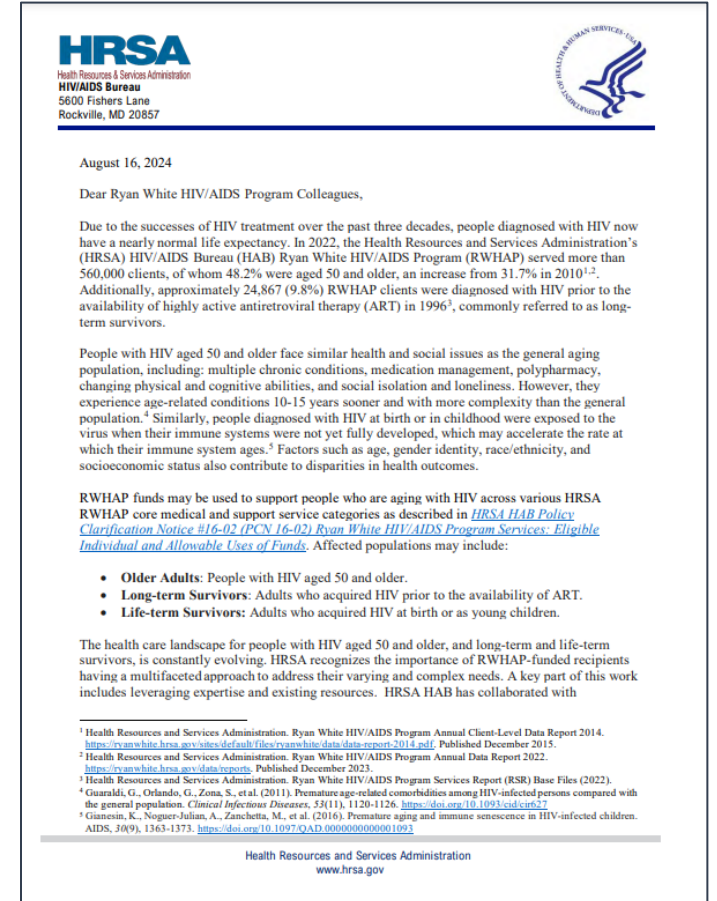 HRSA
Health Resources & Services Administration
HIV/AIDS Bureau
5600 Fishers Lane
Rockville, MD 20857
DEPARTMENT OF HEALTH & HUMAN SERVICES · USA
August 16, 2024
Dear Ryan White HIV/AIDS Program Colleagues,
Due to the successes of HIV treatment over the past three decades, people diagnosed with HIV now
have a nearly normal life expectancy. In 2022, the Health Resources and Services Administration’s
(HRSA) HIV/AIDS Bureau (HAB) Ryan White HIV/AIDS Program (RWHAP) served more than
560,000 clients, of whom 48.2% were aged 50 and older, an increase from 31.7% in 2010¹,².
Additionally, approximately 24,867 (9.8%) RWHAP clients were diagnosed with HIV prior to the
availability of highly active antiretroviral therapy (ART) in 1996³, commonly referred to as long-
term survivors.
People with HIV aged 50 and older face similar health and social issues as the general aging
population, including: multiple chronic conditions, medication management, polypharmacy,
changing physical and cognitive abilities, and social isolation and loneliness. However, they
experience age-related conditions 10-15 years sooner and with more complexity than the general
population.⁴ Similarly, people diagnosed with HIV at birth or in childhood were exposed to the
virus when their immune systems were not yet fully developed, which may accelerate the rate at
which their immune system ages.⁵ Factors such as age, gender identity, race/ethnicity, and
socioeconomic status also contribute to disparities in health outcomes.
RWHAP funds may be used to support people who are aging with HIV across various HRSA
RWHAP core medical and support service categories as described in HRSA HAB Policy
Clarification Notice #16-02 (PCN 16-02) Ryan White HIV/AIDS Program Services: Eligible
Individual and Allowable Uses of Funds. Affected populations may include:
• Older Adults: People with HIV aged 50 and older.
• Long-term Survivors: Adults who acquired HIV prior to the availability of ART.
• Life-term Survivors: Adults who acquired HIV at birth or as young children.
The health care landscape for people with HIV aged 50 and older, and long-term and life-term
survivors, is constantly evolving. HRSA recognizes the importance of RWHAP-funded recipients
having a multifaceted approach to address their varying and complex needs. A key part of this work
includes leveraging expertise and existing resources. HRSA HAB has collaborated with
¹ Health Resources and Services Administration. Ryan White HIV/AIDS Program Annual Client-Level Data Report 2014.
https://ryanwhite.hrsa.gov/sites/default/files/ryanwhite/data/data-report-2014.pdf. Published December 2015.
² Health Resources and Services Administration. Ryan White HIV/AIDS Program Annual Data Report 2022.
https://ryanwhite.hrsa.gov/data/reports. Published December 2023.
³ Health Resources and Services Administration. Ryan White HIV/AIDS Program Services Report (RSR) Base Files (2022).
⁴ Guaraldi, G., Orlando, G., Zona, S., et al. (2011). Premature age-related comorbidities among HIV-infected persons compared with
the general population. Clinical Infectious Diseases, 53(11), 1120-1126. https://doi.org/10.1093/cid/cir627
⁵ Gianesin, K., Noguer-Julian, A., Zanchetta, M., et al. (2016). Premature aging and immune senescence in HIV-infected children.
AIDS, 30(9), 1363-1373. https://doi.org/10.1097/QAD.0000000000001093
Health Resources and Services Administration
www.hrsa.gov